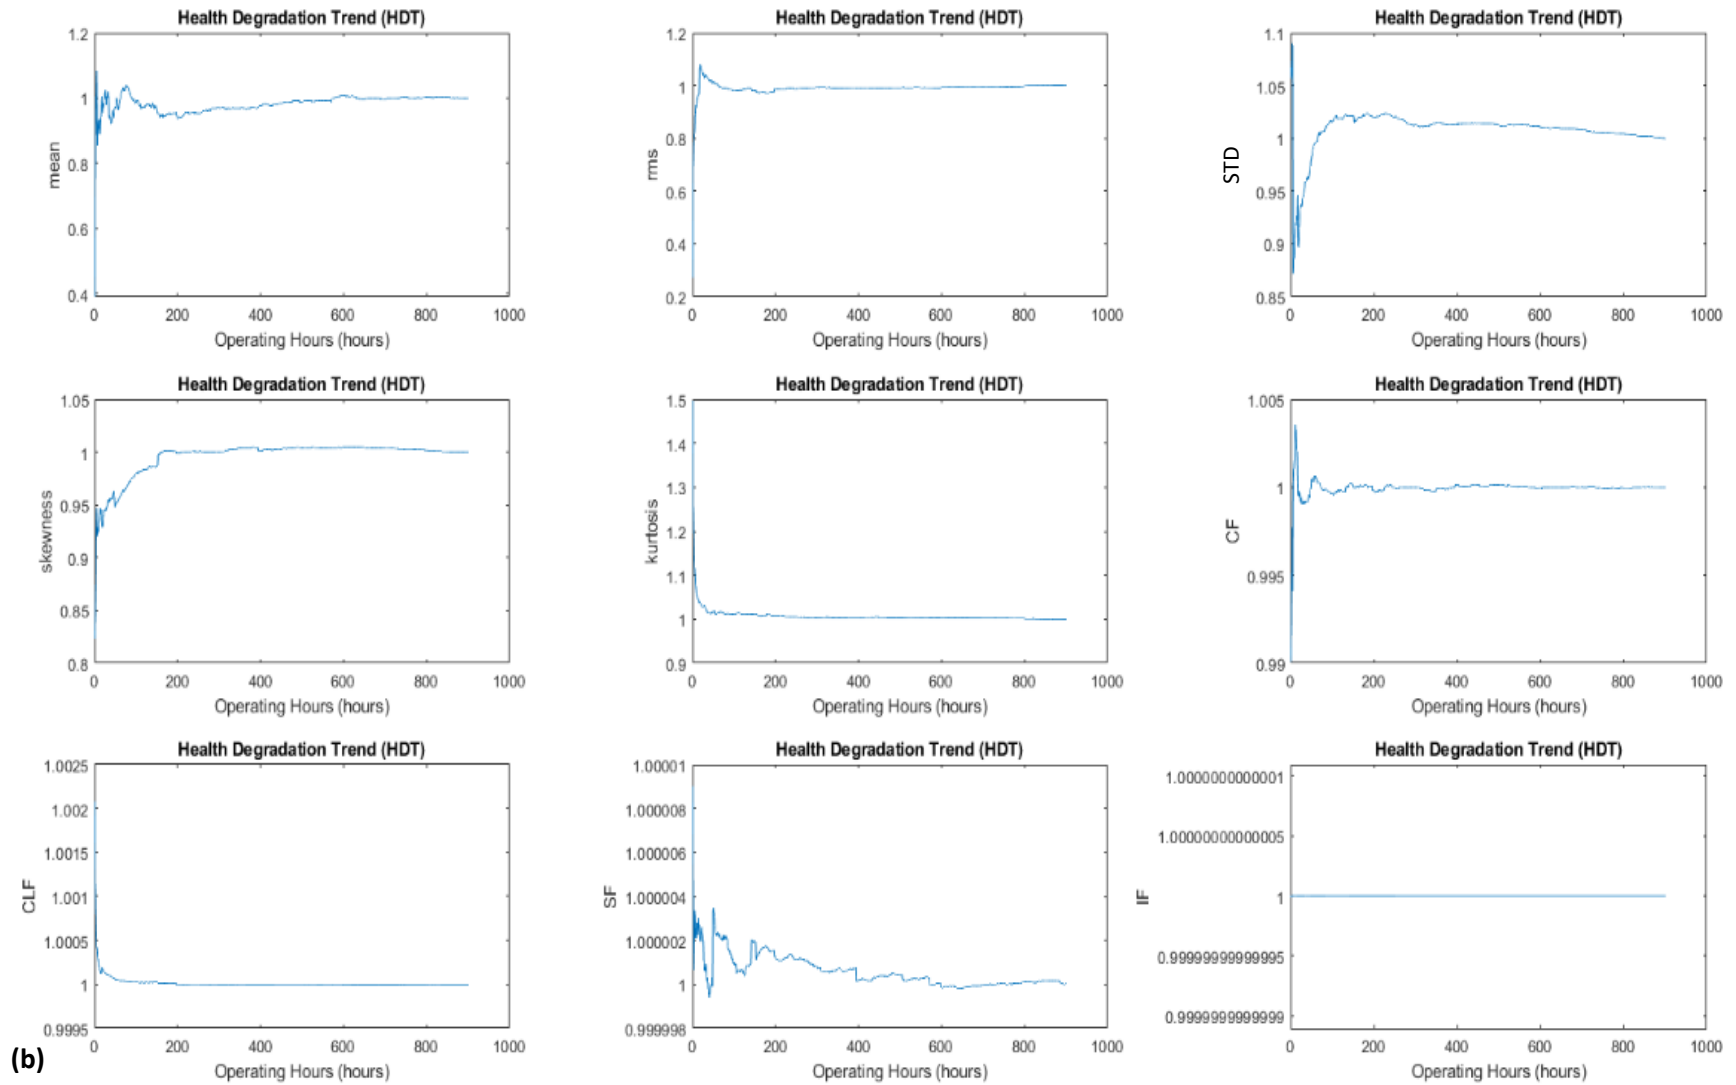 Health Degradation Trend (HDT) Health Degradation Trend (HDT) Health Degradation Trend (HDT)
mean
1.2
1
0.8
0.6
0.4
0 200 400 600 800 1000
Operating Hours (hours)
rms
1.2
1
0.8
0.6
0.4
0.2
0 200 400 600 800 1000
Operating Hours (hours)
STD
1.1
1.05
1
0.95
0.9
0.85
0 200 400 600 800 1000
Operating Hours (hours)
Health Degradation Trend (HDT) Health Degradation Trend (HDT) Health Degradation Trend (HDT)
skewness
1.05
1
0.95
0.9
0.85
0.8
0 200 400 600 800 1000
Operating Hours (hours)
kurtosis
1.5
1.4
1.3
1.2
1.1
1
0.9
0 200 400 600 800 1000
Operating Hours (hours)
CF
1.005
1
0.995
0.99
0 200 400 600 800 1000
Operating Hours (hours)
Health Degradation Trend (HDT) Health Degradation Trend (HDT) Health Degradation Trend (HDT)
CLF
1.0025
1.002
1.0015
1.001
1.0005
1
0.9995
0 200 400 600 800 1000
Operating Hours (hours)
SF
1.00001
1.000008
1.000006
1.000004
1.000002
1
0.999998
0 200 400 600 800 1000
Operating Hours (hours)
IF
1.0000000000001
1.00000000000005
1
0.99999999999995
0.9999999999999
0 200 400 600 800 1000
Operating Hours (hours)
(b)